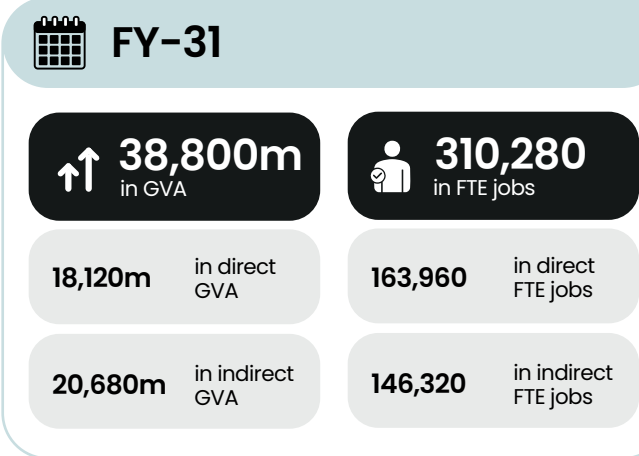 FY-31
38,800m
in GVA
310,280
in FTE jobs
18,120m
in direct
GVA
163,960
in direct
FTE jobs
20,680m
in indirect
GVA
146,320
in indirect
FTE jobs